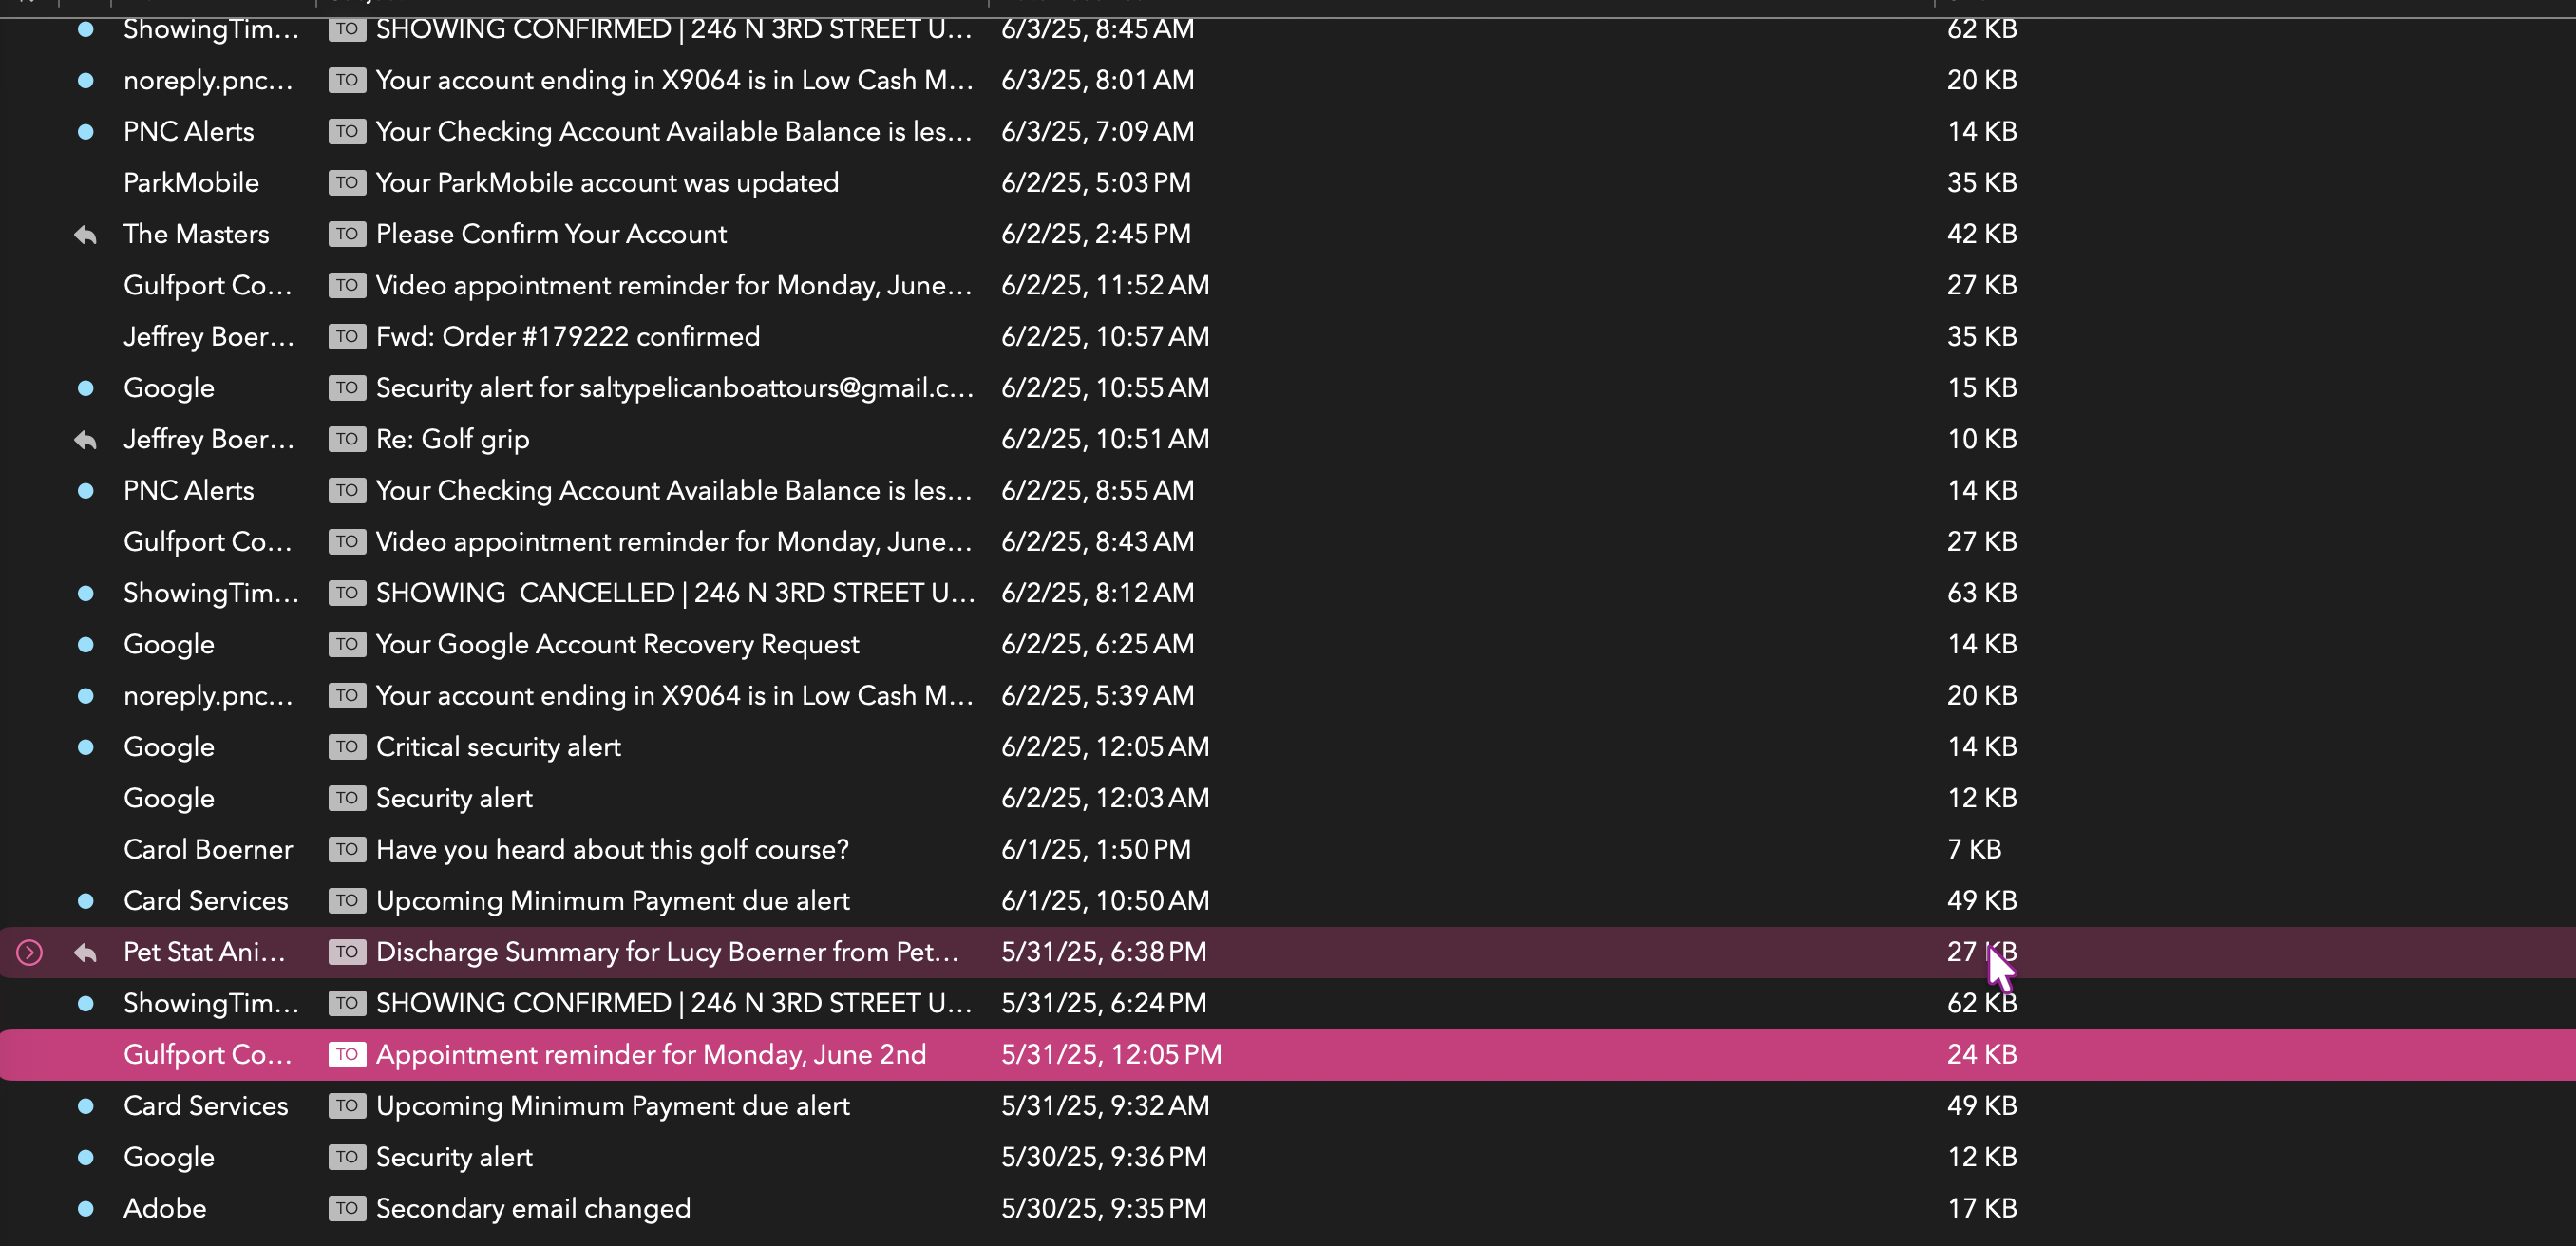 ShowingTim... TO SHOWING CONFIRMED | 246 N 3RD STREET U... 6/3/25, 8:45 AM 62 KB
noreply.pnc... TO Your account ending in X9064 is in Low Cash M... 6/3/25, 8:01 AM 20 KB
PNC Alerts TO Your Checking Account Available Balance is les... 6/3/25, 7:09 AM 14 KB
ParkMobile TO Your ParkMobile account was updated 6/2/25, 5:03 PM 35 KB
The Masters TO Please Confirm Your Account 6/2/25, 2:45 PM 42 KB
Gulfport Co... TO Video appointment reminder for Monday, June... 6/2/25, 11:52 AM 27 KB
Jeffrey Boer... TO Fwd: Order #179222 confirmed 6/2/25, 10:57 AM 35 KB
Google TO Security alert for saltypelicanboattours@gmail.c... 6/2/25, 10:55 AM 15 KB
Jeffrey Boer... TO Re: Golf grip 6/2/25, 10:51 AM 10 KB
PNC Alerts TO Your Checking Account Available Balance is les... 6/2/25, 8:55 AM 14 KB
Gulfport Co... TO Video appointment reminder for Monday, June... 6/2/25, 8:43 AM 27 KB
ShowingTim... TO SHOWING  CANCELLED | 246 N 3RD STREET U... 6/2/25, 8:12 AM 63 KB
Google TO Your Google Account Recovery Request 6/2/25, 6:25 AM 14 KB
noreply.pnc... TO Your account ending in X9064 is in Low Cash M... 6/2/25, 5:39 AM 20 KB
Google TO Critical security alert 6/2/25, 12:05 AM 14 KB
Google TO Security alert 6/2/25, 12:03 AM 12 KB
Carol Boerner TO Have you heard about this golf course? 6/1/25, 1:50 PM 7 KB
Card Services TO Upcoming Minimum Payment due alert 6/1/25, 10:50 AM 49 KB
Pet Stat Ani... TO Discharge Summary for Lucy Boerner from Pet... 5/31/25, 6:38 PM 27 KB
ShowingTim... TO SHOWING CONFIRMED | 246 N 3RD STREET U... 5/31/25, 6:24 PM 62 KB
Gulfport Co... TO Appointment reminder for Monday, June 2nd 5/31/25, 12:05 PM 24 KB
Card Services TO Upcoming Minimum Payment due alert 5/31/25, 9:32 AM 49 KB
Google TO Security alert 5/30/25, 9:36 PM 12 KB
Adobe TO Secondary email changed 5/30/25, 9:35 PM 17 KB